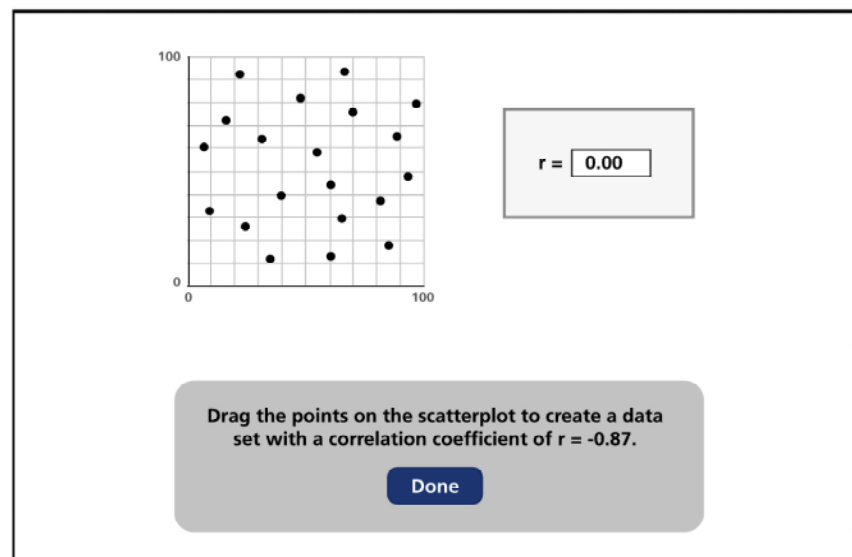 100
0
0
100
r = 0.00
Drag the points on the scatterplot to create a data
set with a correlation coefficient of r = -0.87.
Done